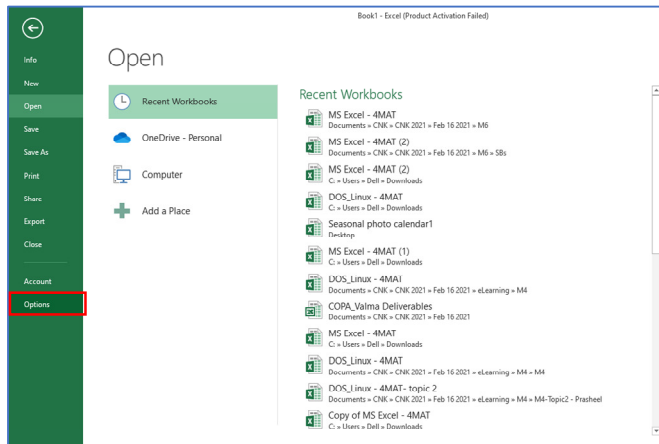 Book1 - Excel (Product Activation Failed)
Info
New
Open
Save
Save As
Print
Share
Export
Close
Account
Options
Open
Recent Workbooks
OneDrive - Personal
Computer
Add a Place
Recent Workbooks
MS Excel - 4MAT
Documents » CNK » CNK 2021 » Feb 16 2021 » M6
MS Excel - 4MAT (2)
Documents » CNK » CNK 2021 » Feb 16 2021 » M6 » SBs
MS Excel - 4MAT (2)
C: » Users » Dell » Downloads
DOS_Linux - 4MAT
C: » Users » Dell » Downloads
Seasonal photo calendar1
Desktop
MS Excel - 4MAT (1)
C: » Users » Dell » Downloads
DOS_Linux - 4MAT
Documents » CNK » CNK 2021 » Feb 16 2021 » eLearning » M4
COPA_Valma Deliverables
Documents » CNK » CNK 2021 » Feb 16 2021
MS Excel - 4MAT
C: » Users » Dell » Downloads
DOS_Linux - 4MAT
Documents » CNK » CNK 2021 » Feb 16 2021 » eLearning » M4 » M4
DOS_Linux - 4MAT- topic 2
Documents » CNK » CNK 2021 » Feb 16 2021 » eLearning » M4 » M4-Topic2 - Prasheel
Copy of MS Excel - 4MAT
C: » Users » Dell » Downloads